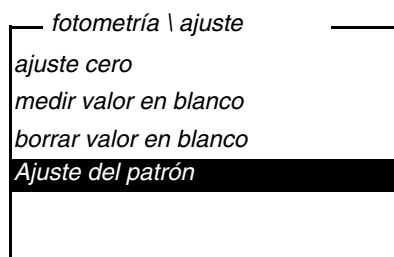 fotometría \ ajuste
ajuste cero
medir valor en blanco
borrar valor en blanco
Ajuste del patrón